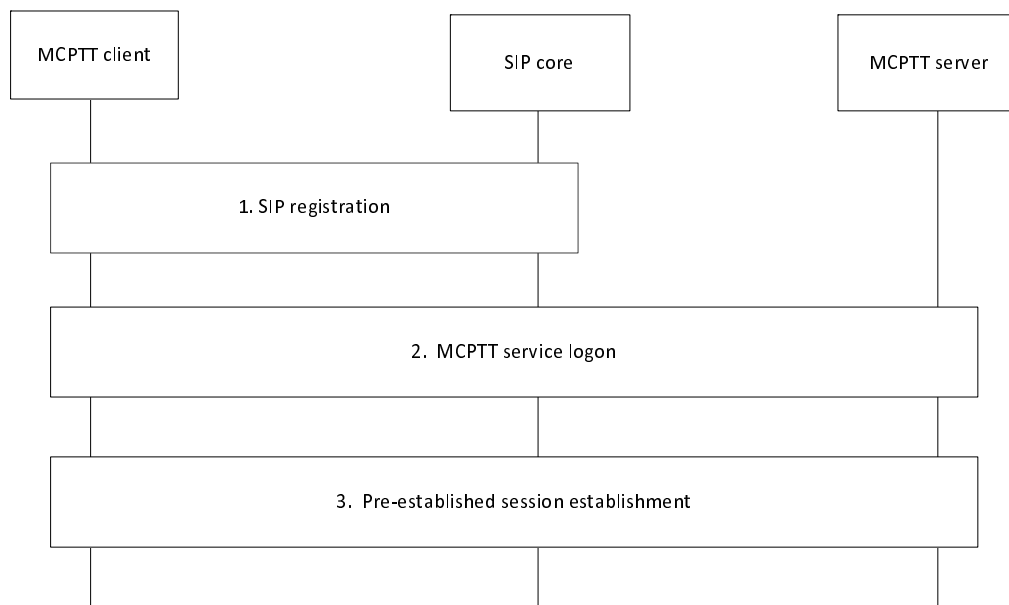 MCPTT client
SIP core
MCPTT server
1. SIP registration
2. MCPTT service logon
3. Pre-established session establishment